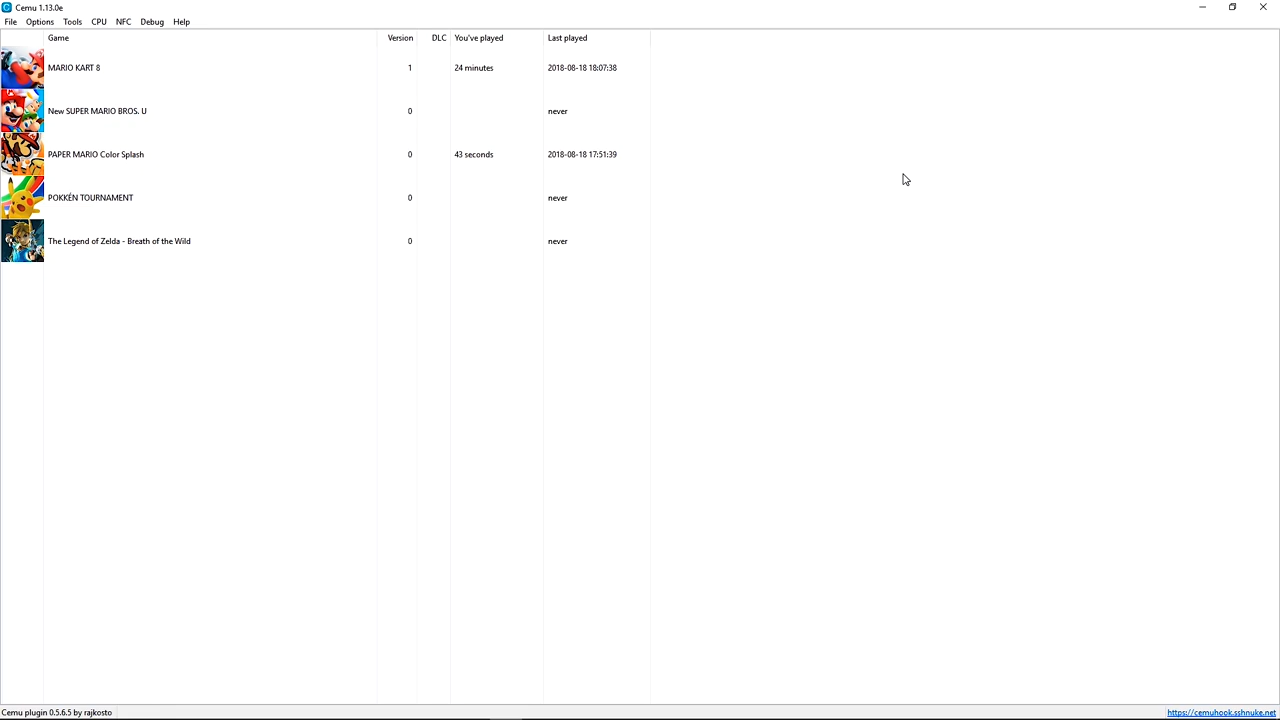 Cemu 1.13.0e
File Options Tools CPU NFC Debug Help
Game Version DLC You've played Last played
MARIO KART 8 1 24 minutes 2018-08-18 18:07:38
New SUPER MARIO BROS. U 0 never
PAPER MARIO Color Splash 0 43 seconds 2018-08-18 17:51:39
POKKÉN TOURNAMENT 0 never
The Legend of Zelda - Breath of the Wild 0 never
Cemu plugin 0.5.6.5 by rajkosto https://cemuhook.sshnuke.net